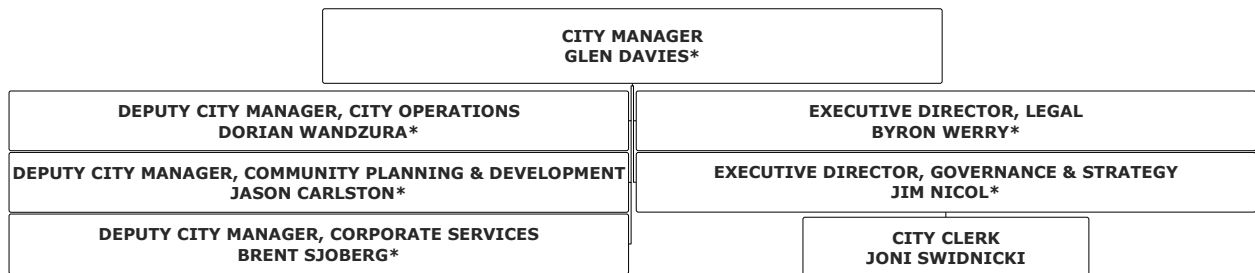 CITY MANAGER
GLEN DAVIES*
DEPUTY CITY MANAGER, CITY OPERATIONS
DORIAN WANDZURA*
EXECUTIVE DIRECTOR, LEGAL
BYRON WERRY*
DEPUTY CITY MANAGER, COMMUNITY PLANNING & DEVELOPMENT
JASON CARLSTON*
EXECUTIVE DIRECTOR, GOVERNANCE & STRATEGY
JIM NICOL*
DEPUTY CITY MANAGER, CORPORATE SERVICES
BRENT SJOBERG*
CITY CLERK
JONI SWIDNICKI